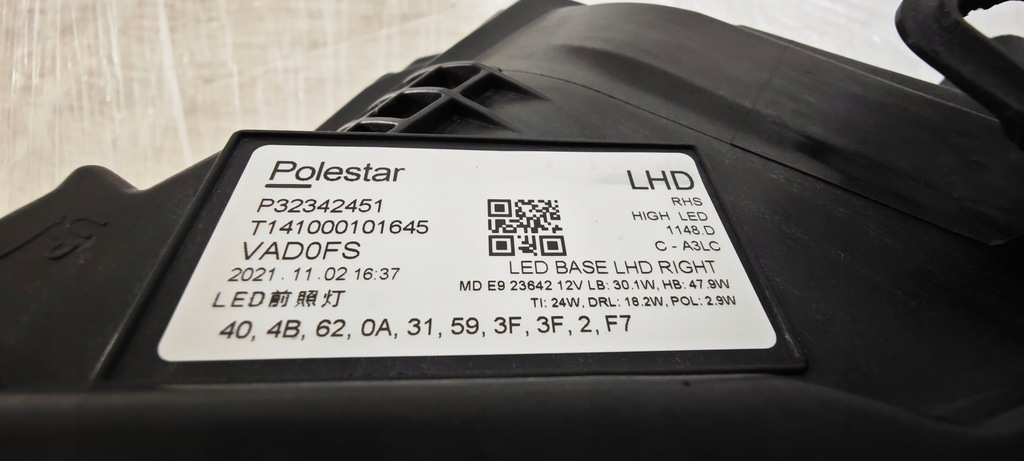 Polestar
P32342451
T141000101645
VAD0FS
2021.11.02 16:37
LED前照灯
LHD
RHS
HIGH LED
1148.D
C - A3LC
LED BASE LHD RIGHT
MD E9 23642 12V LB: 30.1W, HB: 47.9W
TI: 24W, DRL: 18.2W, POL: 2.9W
40, 4B, 62, 0A, 31, 59, 3F, 3F, 2, F7